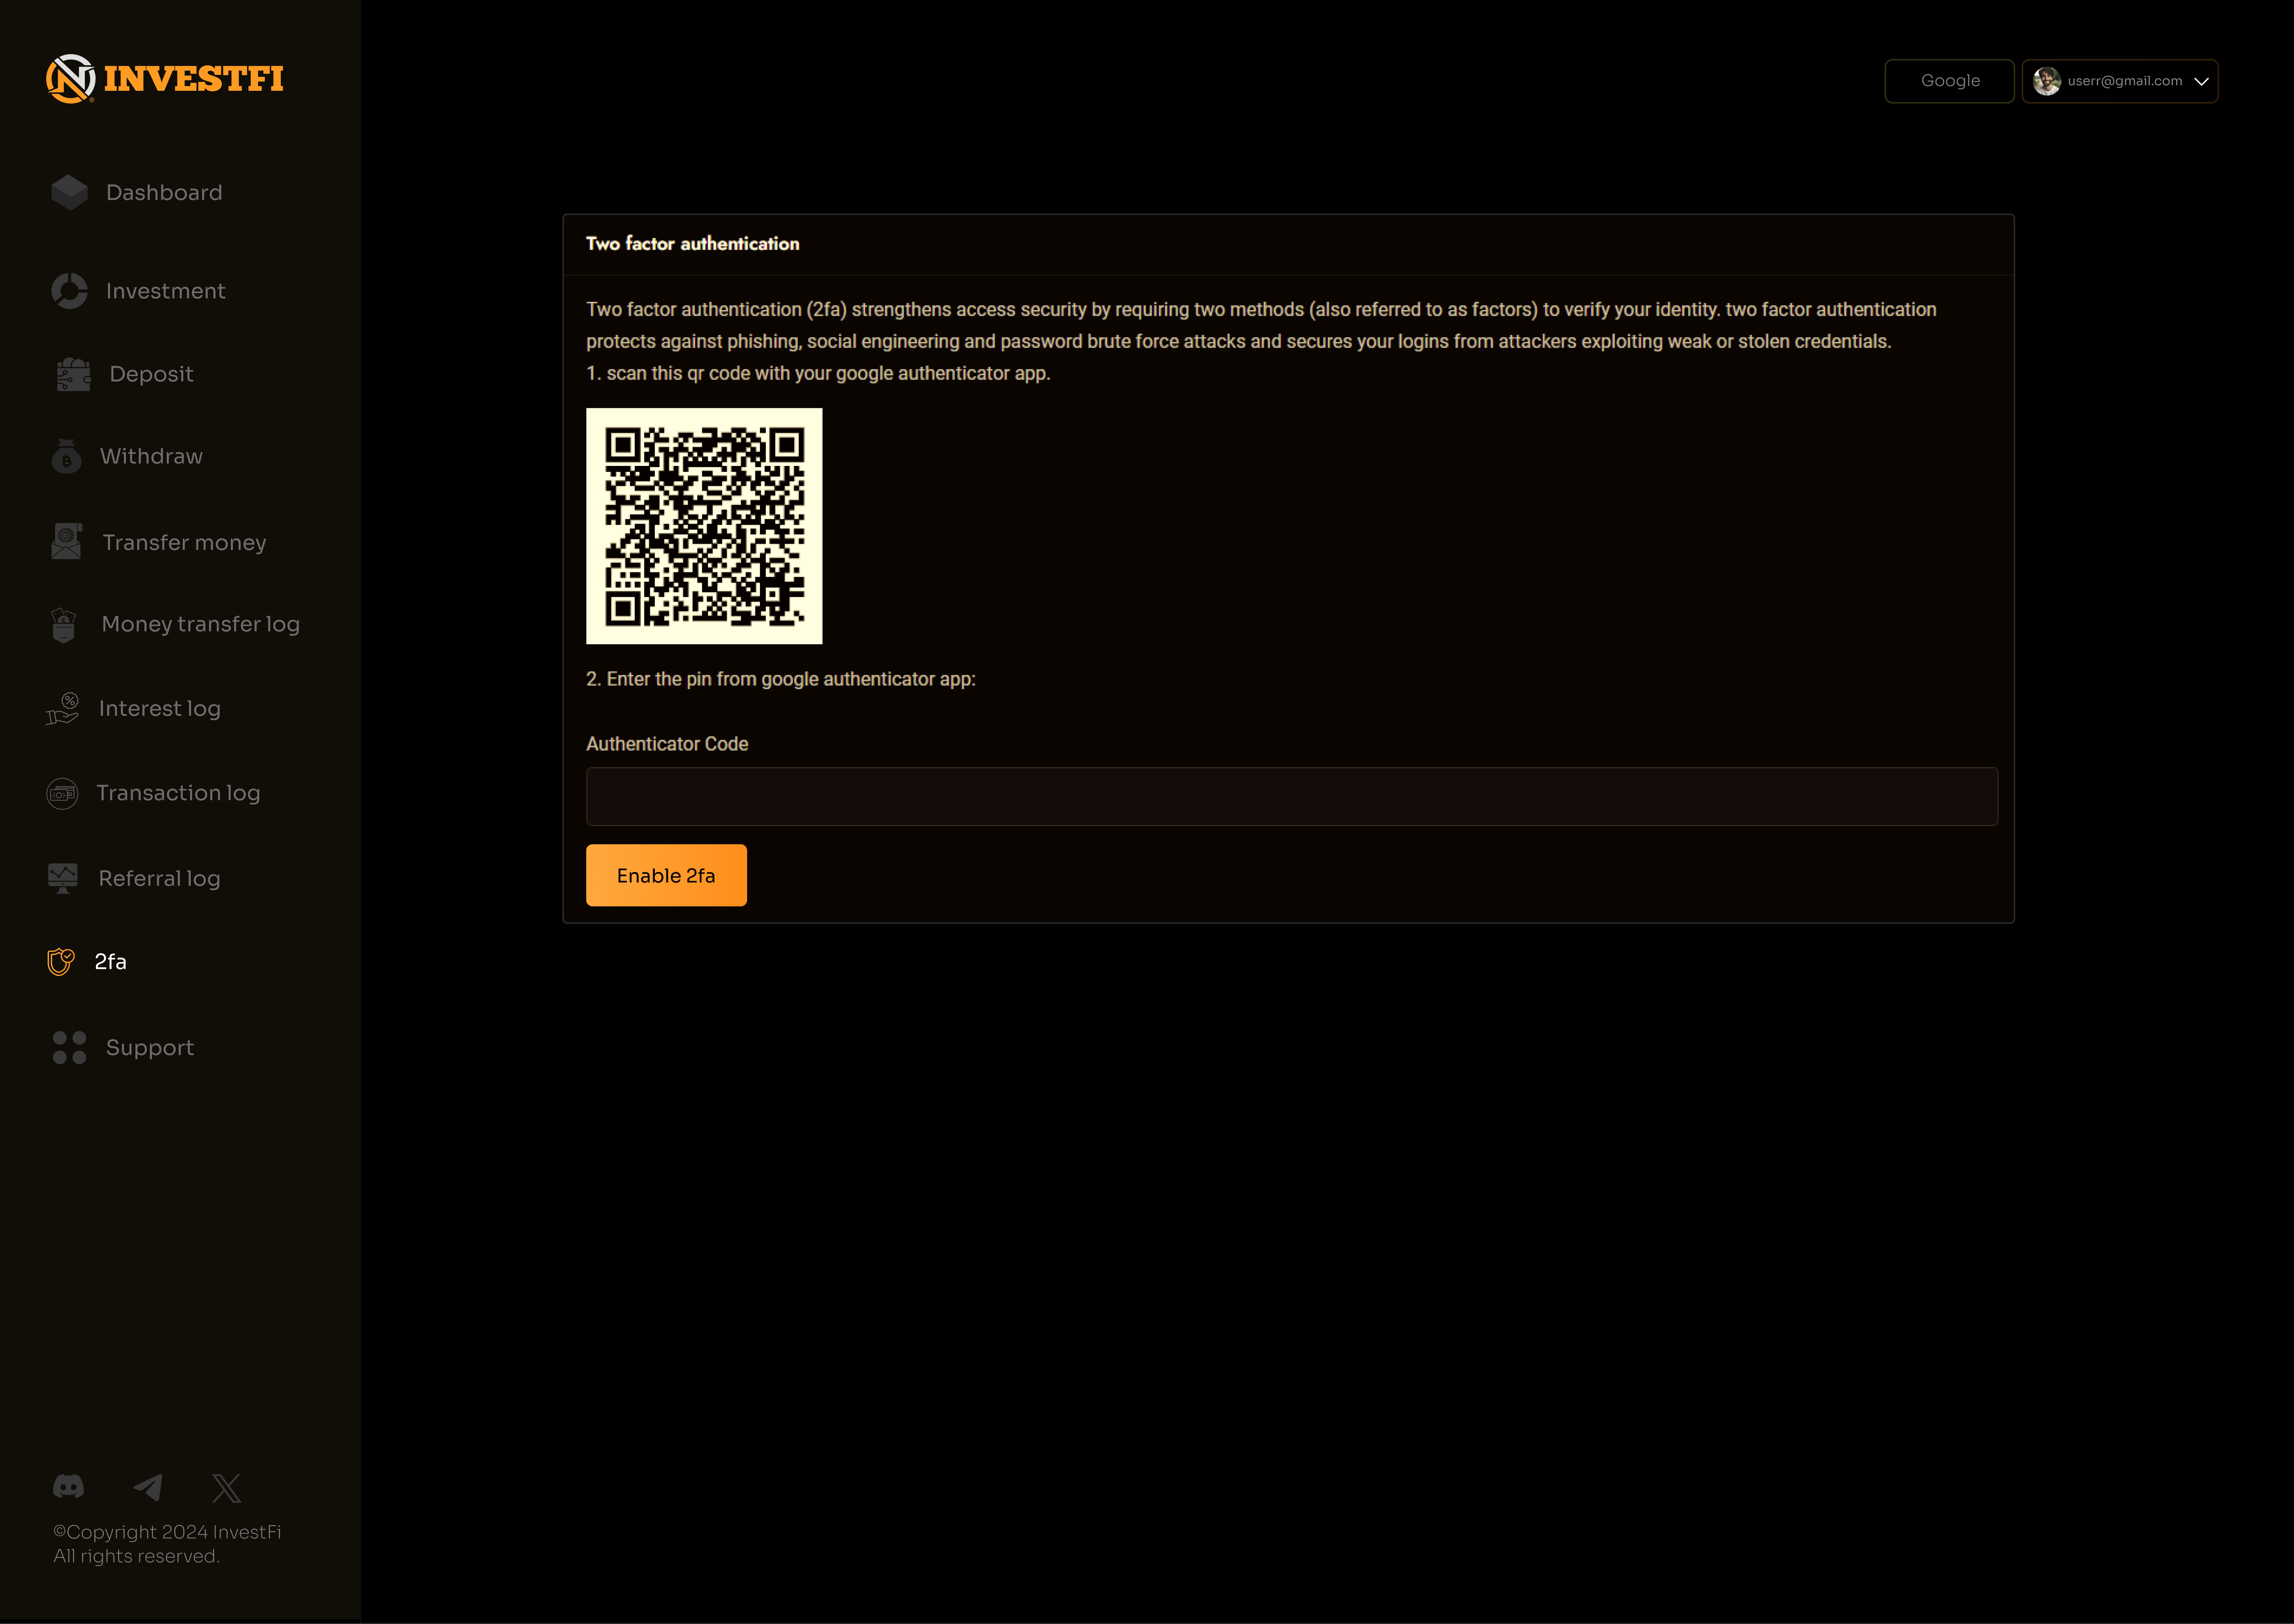 INVESTFI
Google
userr@gmail.com
Dashboard
Investment
Deposit
Withdraw
Transfer money
Money transfer log
Interest log
Transaction log
Referral log
2fa
Support
Two factor authentication
Two factor authentication (2fa) strengthens access security by requiring two methods (also referred to as factors) to verify your identity. two factor authentication
protects against phishing, social engineering and password brute force attacks and secures your logins from attackers exploiting weak or stolen credentials.
1. scan this qr code with your google authenticator app.
2. Enter the pin from google authenticator app:
Authenticator Code
Enable 2fa
©Copyright 2024 InvestFi
All rights reserved.